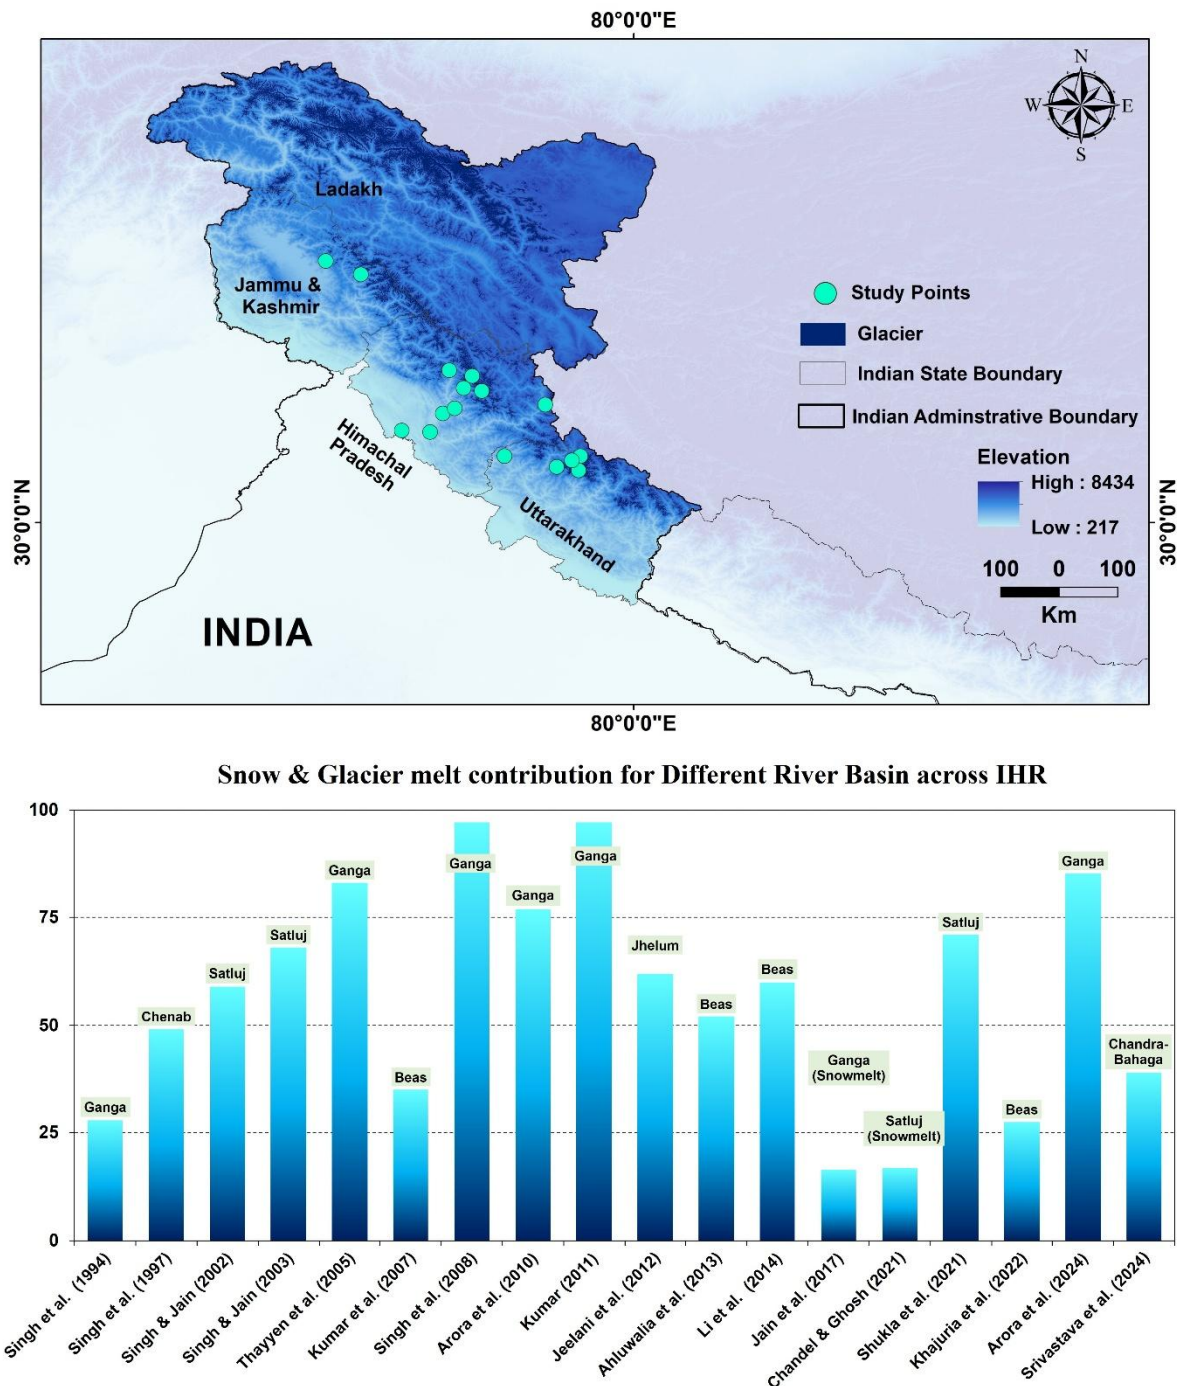 80°0'0"E
N
W
E
S
Ladakh
Jammu &
Kashmir
Study Points
Glacier
Indian State Boundary
Indian Adminstrative Boundary
Himachal
Pradesh
Elevation
High : 8434
Low : 217
30°0'0"N
30°0'0"N
Uttarakhand
100 0 100
Km
INDIA
80°0'0"E
Snow & Glacier melt contribution for Different River Basin across IHR
100
75
50
25
0
Ganga
Chenab
Satluj
Satluj
Ganga
Beas
Ganga
Ganga
Ganga
Jhelum
Beas
Beas
Ganga
(Snowmelt)
Satluj
(Snowmelt)
Satluj
Beas
Ganga
Chandra-
Bahaga
Singh et al. (1994)
Singh et al. (1997)
Singh & Jain (2002)
Singh & Jain (2003)
Thayyen et al. (2005)
Kumar et al. (2007)
Singh et al. (2008)
Arora et al. (2010)
Kumar (2011)
Jeelani et al. (2012)
Ahluwalia et al. (2013)
Li et al. (2014)
Jain et al. (2017)
Chandel & Ghosh (2021)
Shukla et al. (2021)
Khajuria et al. (2022)
Arora et al. (2024)
Srivastava et al. (2024)